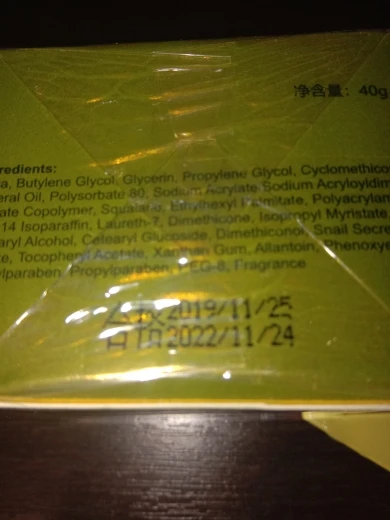 净含量：40g
redients:
a, Butylene Glycol, Glycerin, Propylene Glycol, Cyclomethico
eral Oil, Polysorbate 80, Sodium Acrylate Sodium Acryloyldi
ate Copolymer, Squalane, Ethylhexyl Palmitate, Polyacrylam
14 Isoparaffin, Laureth-7, Dimethicone, Isopropyl Myristate
aryl Alcohol, Cetearyl Glucoside, Dimethiconol, Snail Secre
te, Tocopheryl Acetate, Xanthan Gum, Allantoin, Phenoxye
ylparaben, Propylparaben, PEG-8, Fragrance
2019/11/25
2022/11/24